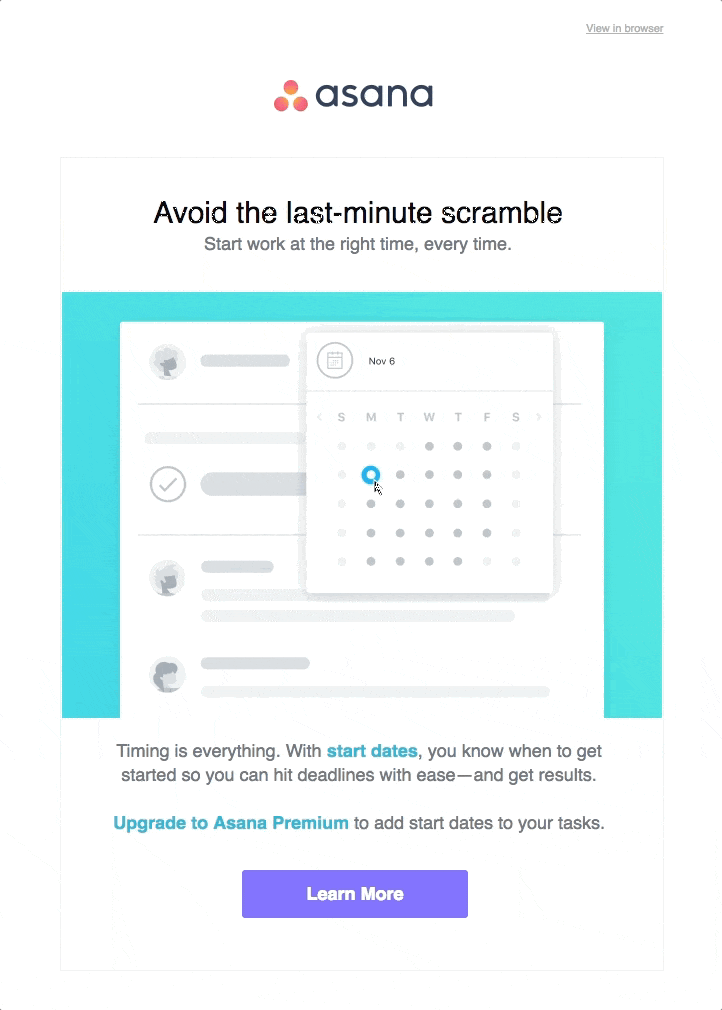 View in browser
asana
Avoid the last-minute scramble
Start work at the right time, every time.
Nov 6
< S M T W T F S >
Timing is everything. With start dates, you know when to get
started so you can hit deadlines with ease—and get results.
Upgrade to Asana Premium to add start dates to your tasks.
Learn More